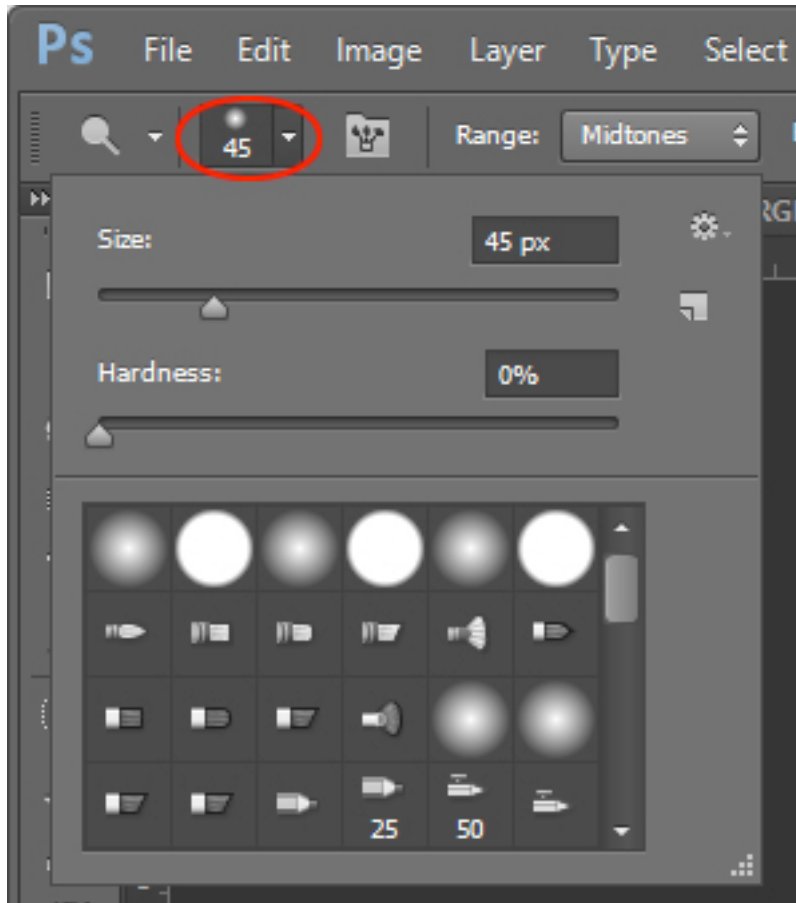 Ps File Edit Image Layer Type Select
45 Range: Midtones
Size: 45 px
Hardness: 0%
25 50